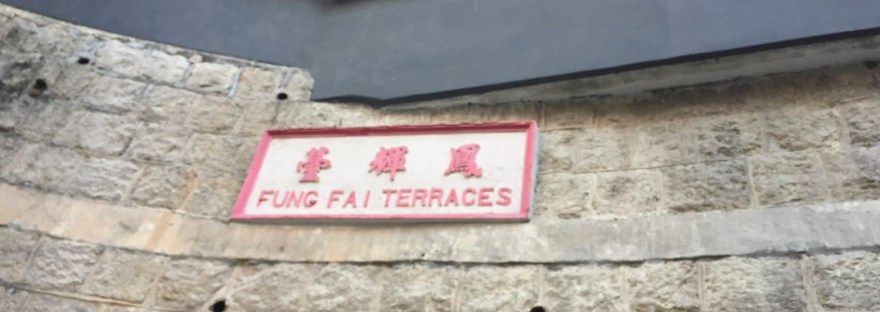 鳳輝臺
FUNG FAI TERRACES